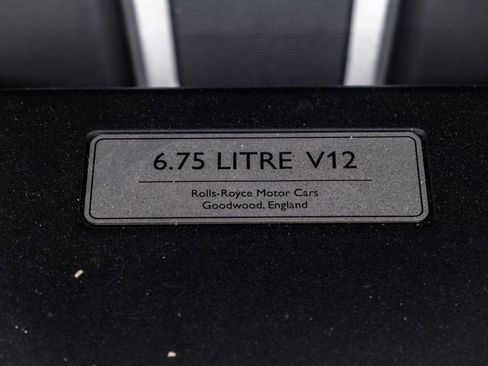 6.75 LITRE V12
Rolls-Royce Motor Cars
Goodwood, England